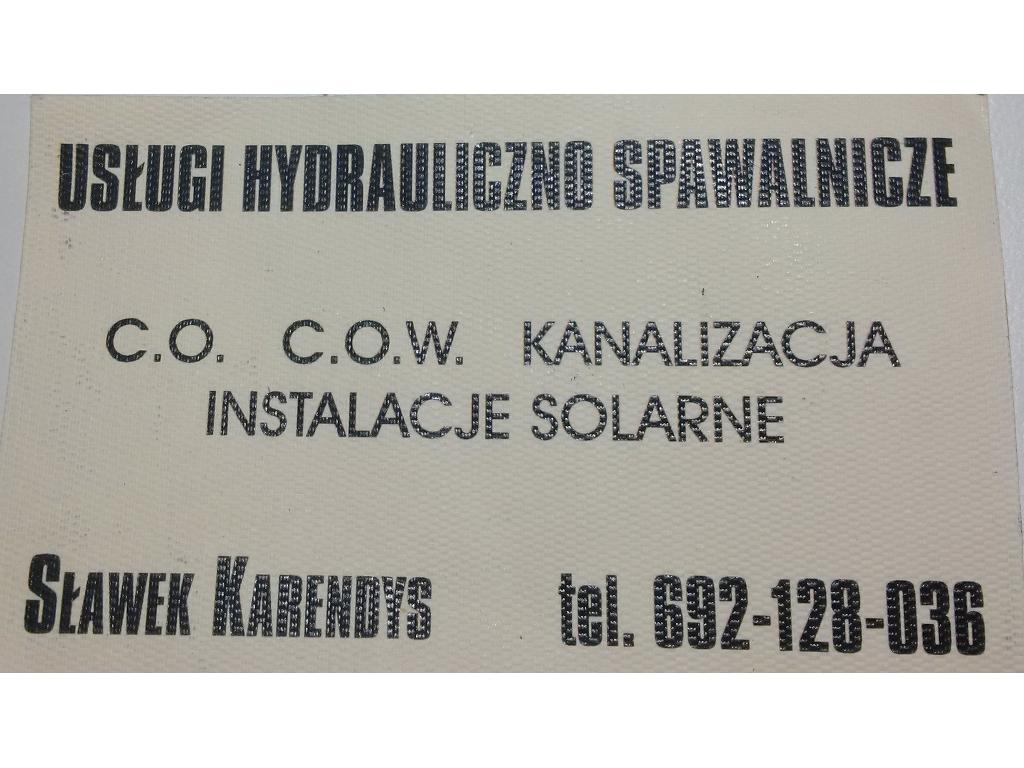 USŁUGI HYDRAULICZNO SPAWALNICZE
C.O. C.O.W. KANALIZACJA
INSTALACJE SOLARNE
SŁAWEK KARENDYS tel. 692-128-036